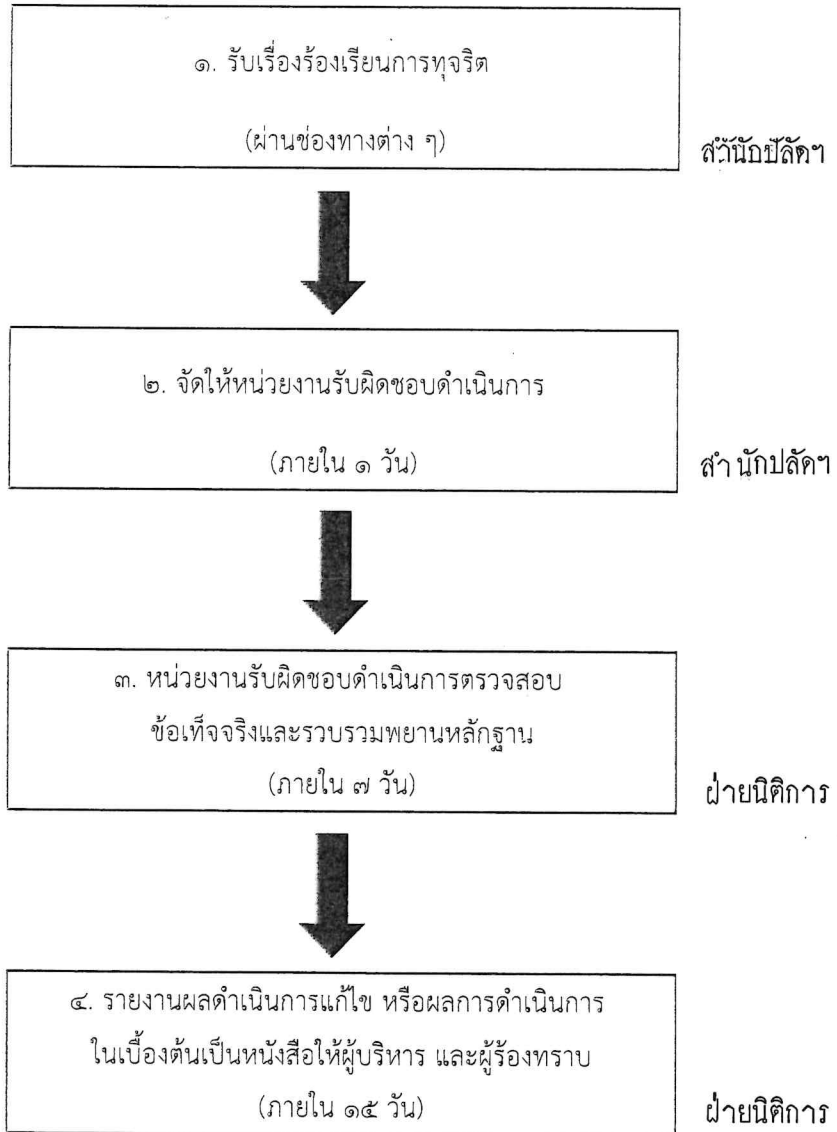 ๑. รับเรื่องร้องเรียนการทุจริต
(ผ่านช่องทางต่าง ๆ)
สำนักปลัดฯ
๒. จัดให้หน่วยงานรับผิดชอบดำเนินการ
(ภายใน ๑ วัน)
สำนักปลัดฯ
๓. หน่วยงานรับผิดชอบดำเนินการตรวจสอบ
ข้อเท็จจริงและรวบรวมพยานหลักฐาน
(ภายใน ๗ วัน)
ฝ่ายนิติการ
๔. รายงานผลดำเนินการแก้ไข หรือผลการดำเนินการ
ในเบื้องต้นเป็นหนังสือให้ผู้บริหาร และผู้ร้องทราบ
(ภายใน ๑๕ วัน)
ฝ่ายนิติการ